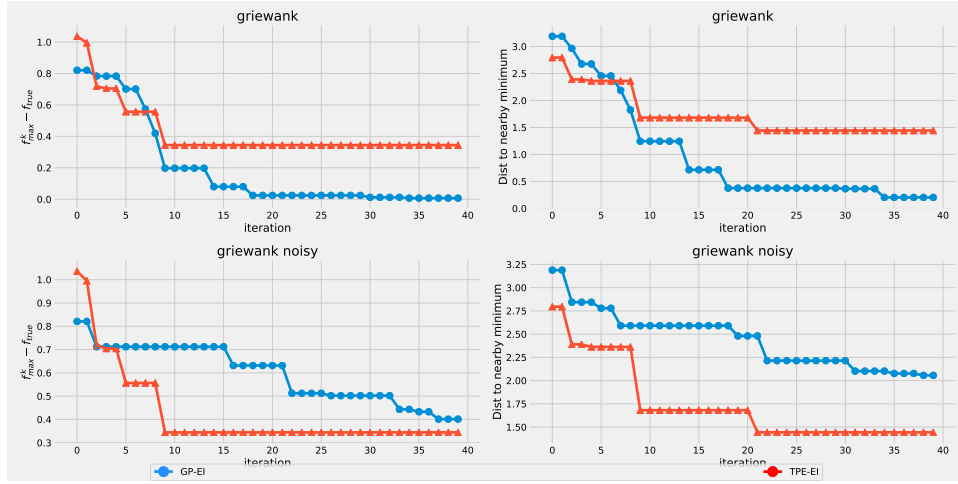 griewank
griewank
1.0
0.8
0.6
0.4
0.2
0.0
f^k_max − f_true
0 5 10 15 20 25 30 35 40
iteration
3.0
2.5
2.0
1.5
1.0
0.5
0.0
Dist to nearby minimum
0 5 10 15 20 25 30 35 40
iteration
griewank noisy
griewank noisy
1.0
0.9
0.8
0.7
0.6
0.5
0.4
0.3
f^k_max − f_true
0 5 10 15 20 25 30 35 40
iteration
3.25
3.00
2.75
2.50
2.25
2.00
1.75
1.50
Dist to nearby minimum
0 5 10 15 20 25 30 35 40
iteration
GP-EI
TPE-EI